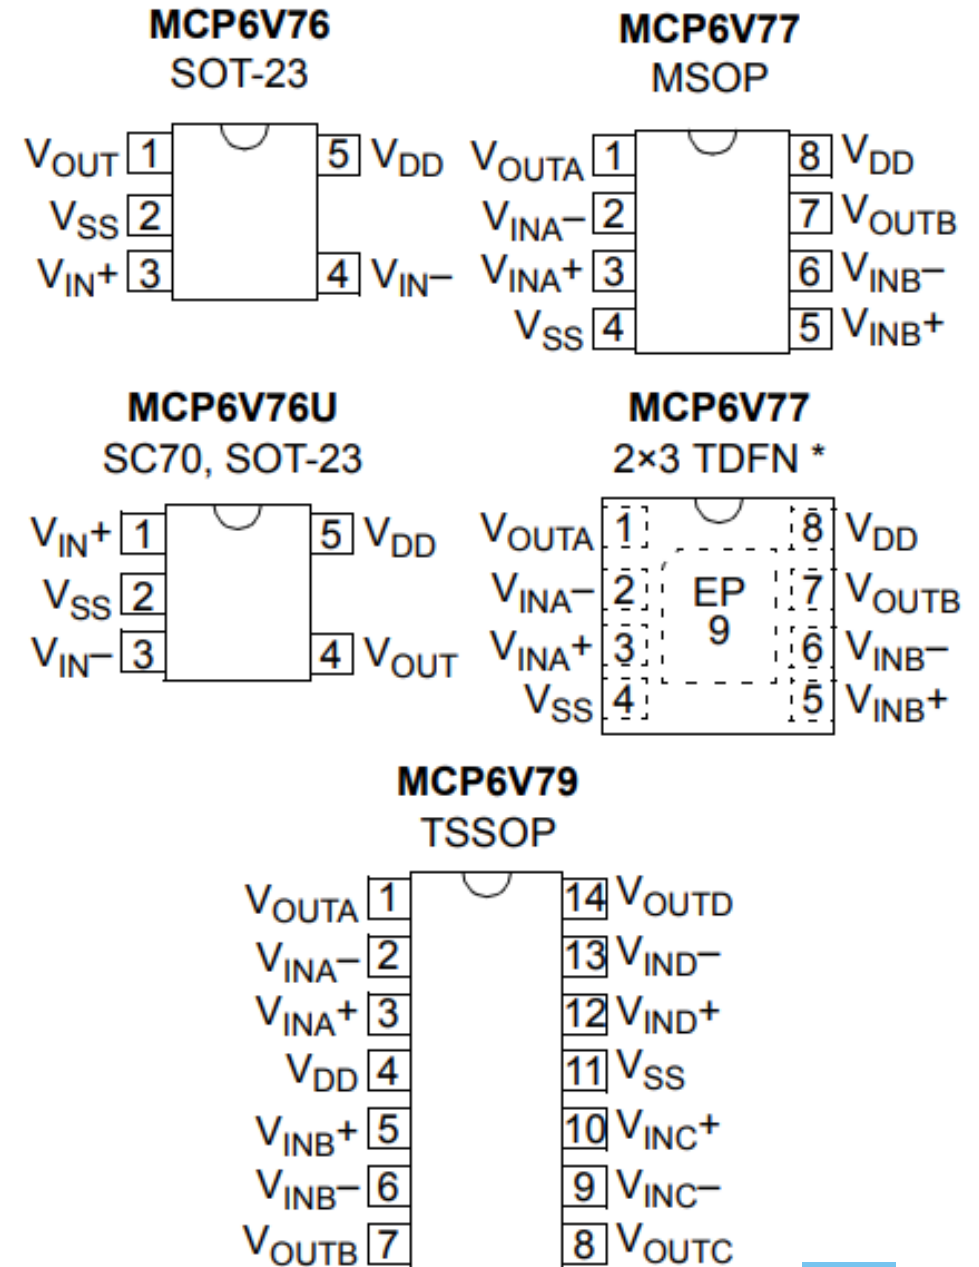 MCP6V76
SOT-23
VOUT 1 5 VDD
VSS 2
VIN+ 3 4 VIN–
MCP6V77
MSOP
VOUTA 1 8 VDD
VINA– 2 7 VOUTB
VINA+ 3 6 VINB–
VSS 4 5 VINB+
MCP6V76U
SC70, SOT-23
VIN+ 1 5 VDD
VSS 2
VIN– 3 4 VOUT
MCP6V77
2×3 TDFN *
VOUTA 1 8 VDD
VINA– 2 EP 7 VOUTB
9
VINA+ 3 6 VINB–
VSS 4 5 VINB+
MCP6V79
TSSOP
VOUTA 1 14 VOUTD
VINA– 2 13 VIND–
VINA+ 3 12 VIND+
VDD 4 11 VSS
VINB+ 5 10 VINC+
VINB– 6 9 VINC–
VOUTB 7 8 VOUTC